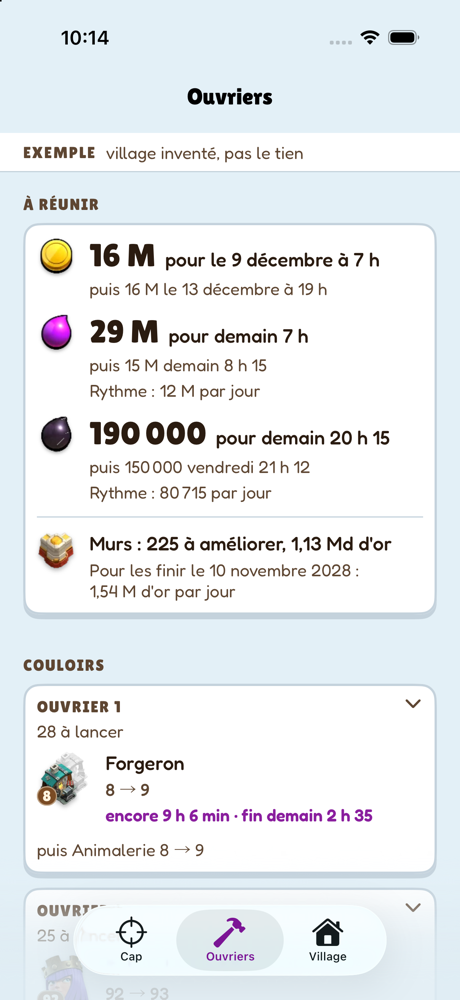 10:14
Ouvriers
EXEMPLE village inventé, pas le tien
À RÉUNIR
16 M pour le 9 décembre à 7 h
puis 16 M le 13 décembre à 19 h
29 M pour demain 7 h
puis 15 M demain 8 h 15
Rythme : 12 M par jour
190 000 pour demain 20 h 15
puis 150 000 vendredi 21 h 12
Rythme : 80 715 par jour
Murs : 225 à améliorer, 1,13 Md d'or
Pour les finir le 10 novembre 2028 :
1,54 M d'or par jour
COULOIRS
OUVRIER 1
28 à lancer
Forgeron
8
8 → 9
encore 9 h 6 min · fin demain 2 h 35
puis Animalerie 8 → 9
25 à lancer
92 → 93
Cap
Ouvriers
Village